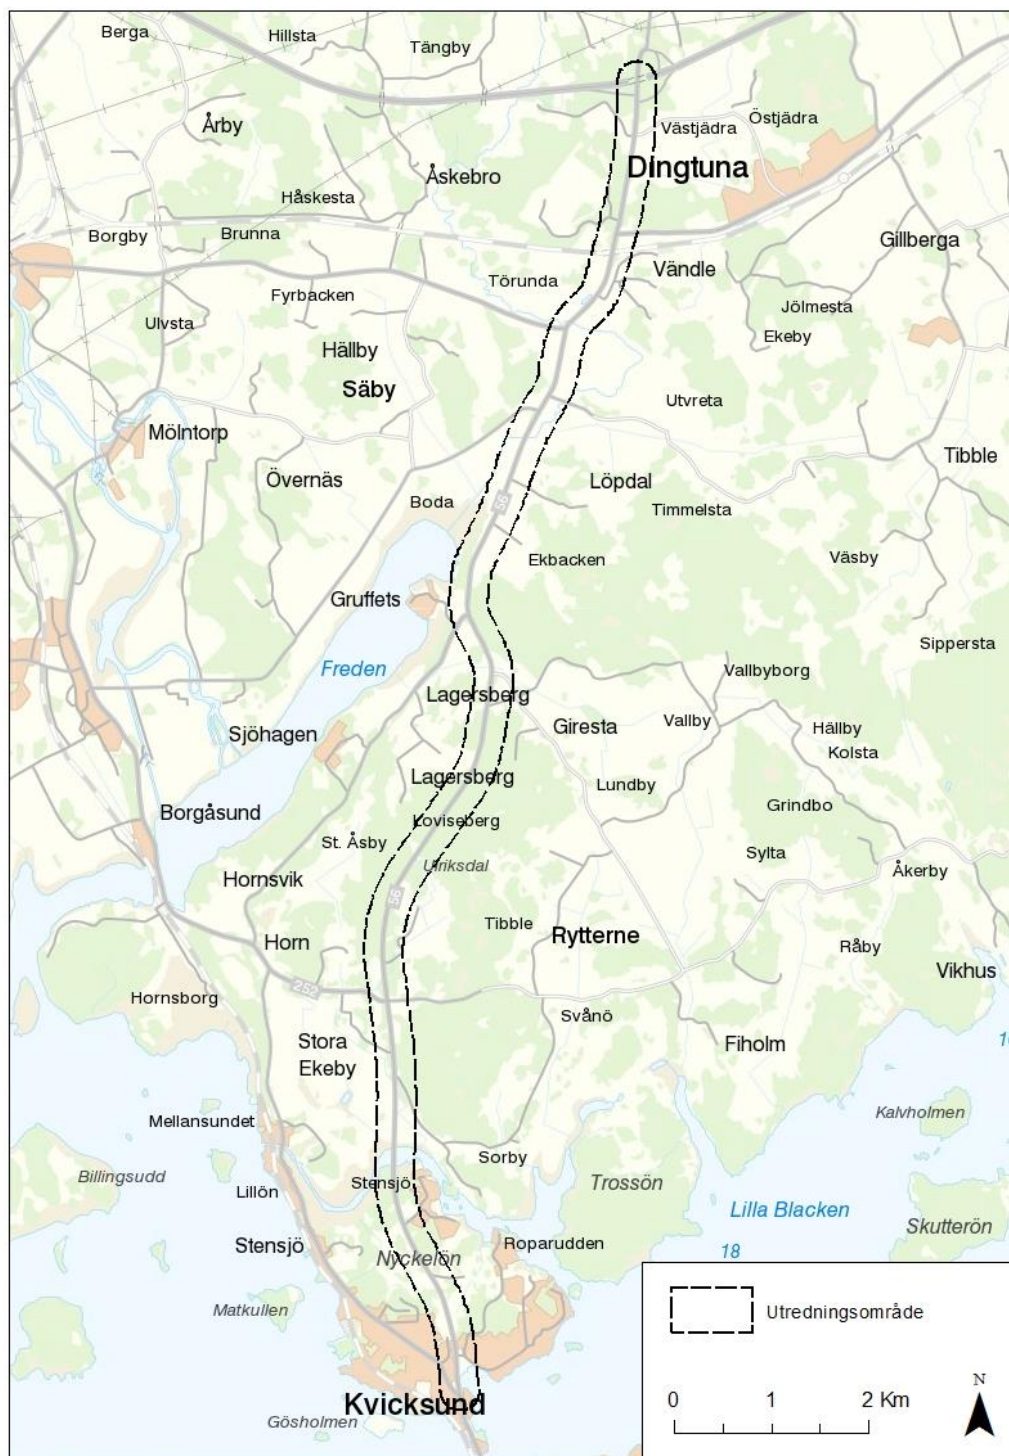 Berga
Hillsta
Tängby
Årby
Västjädra
Östjädra
Dingtuna
Åskebro
Håskesta
Borgby
Brunna
Gillberga
Vändle
Törunda
Fyrbacken
Jölmesta
Ulvsta
Ekeby
Hällby
Säby
Utvreta
Mölntorp
Tibble
Övernäs
Löpdal
Boda
56
Timmelsta
Ekbacken
Väsby
Gruffets
Sippersta
Freden
Vallbyborg
Lagersberg
Giresta
Vallby
Hällby
Sjöhagen
Kolsta
Lagersberg
Lundby
Borgåsund
Grindbo
Loviseberg
St. Åsby
Sylta
Ulriksdal
Åkerby
Hornsvik
56
Tibble
Rytterne
Horn
Råby
Vikhus
252
Hornsborg
Svånö
Stora
Ekeby
Fiholm
Mellansundet
Kalvholmen
Billingsudd
Sorby
Stensjö
Trossön
Lillön
Lilla Blacken
Skutterön
Stensjö
Roparudden
18
Nyckelön
Matkullen
Utredningsområde
Kvicksund
Gösholmen
N
0 1 2 Km